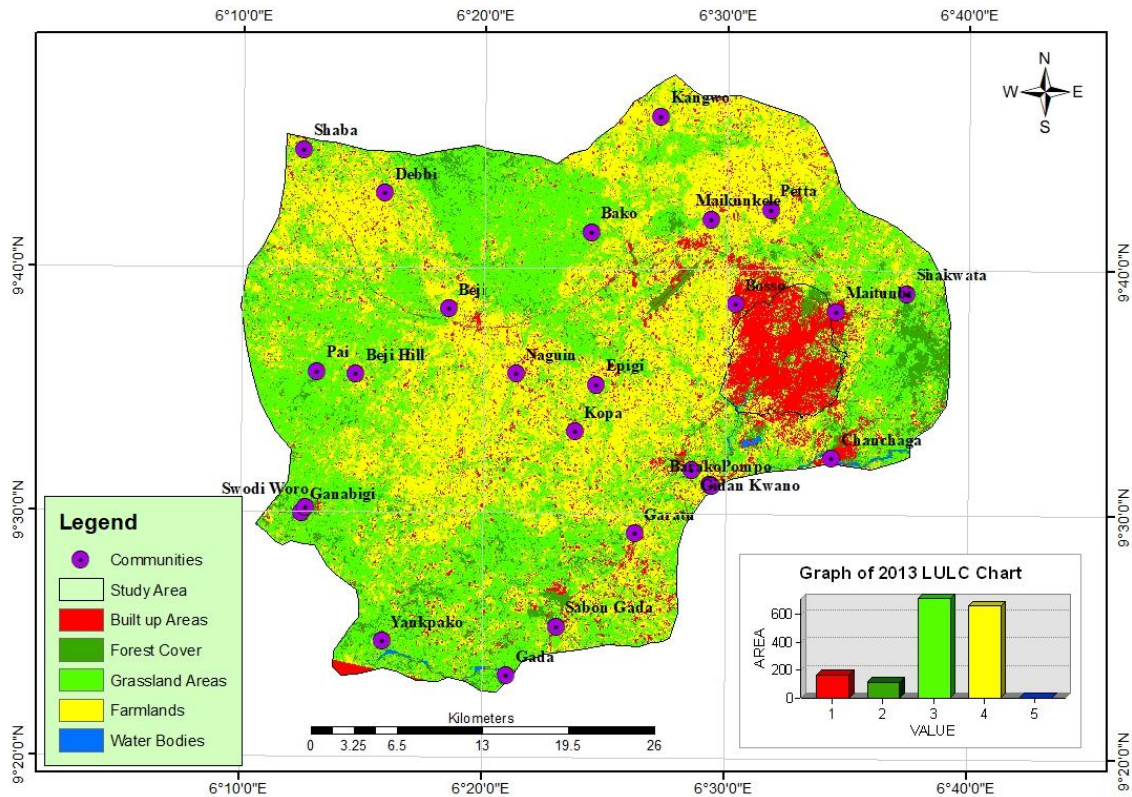 6°10'0"E 6°20'0"E 6°30'0"E 6°40'0"E
N
W E
S
Kangwo
Shaba
Debbi
Petta
Maikunkele
Bako
9°40'0"N 9°40'0"N
Shakwata
Bosso
Maitunbi
Beji
Pai
Beji Hill
Naguin
Epigi
Kopa
Chauchaga
BarakoPompo
Gidan Kwano
Swodi Woro
Ganabigi
9°30'0"N 9°30'0"N
Garatu
Sabon Gada
Yankpako
Gada
Legend
Communities
Study Area
Built up Areas
Forest Cover
Grassland Areas
Farmlands
Water Bodies
Graph of 2013 LULC Chart
AREA
600
400
200
0
1 2 3 4 5
VALUE
Kilometers
0 3.25 6.5 13 19.5 26
9°20'0"N 9°20'0"N
6°10'0"E 6°20'0"E 6°30'0"E 6°40'0"E